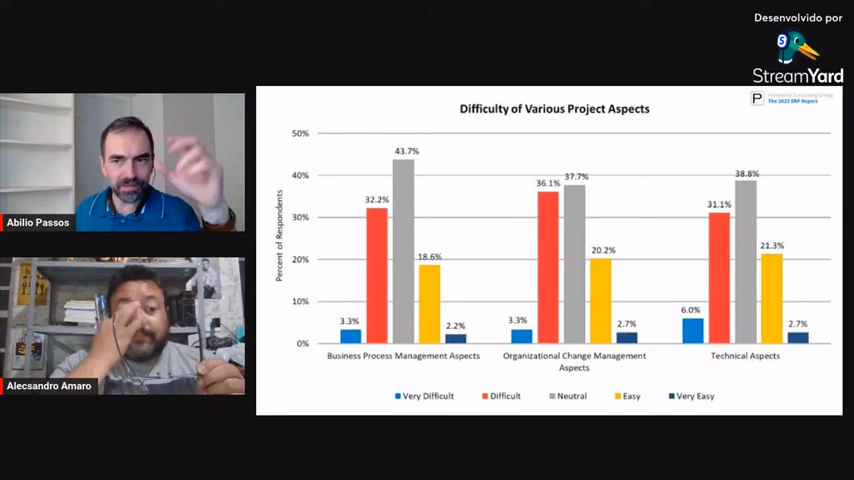 Desenvolvido por
StreamYard
Difficulty of Various Project Aspects
P
Panorama Consulting Group
The 2023 ERP Report
50%
40%
30%
20%
10%
0%
Percent of Respondents
3.3%
32.2%
43.7%
18.6%
2.2%
3.3%
36.1%
37.7%
20.2%
2.7%
6.0%
31.1%
38.8%
21.3%
2.7%
Business Process Management Aspects
Organizational Change Management
Aspects
Technical Aspects
Very Difficult
Difficult
Neutral
Easy
Very Easy
Abilio Passos
Alecsandro Amaro